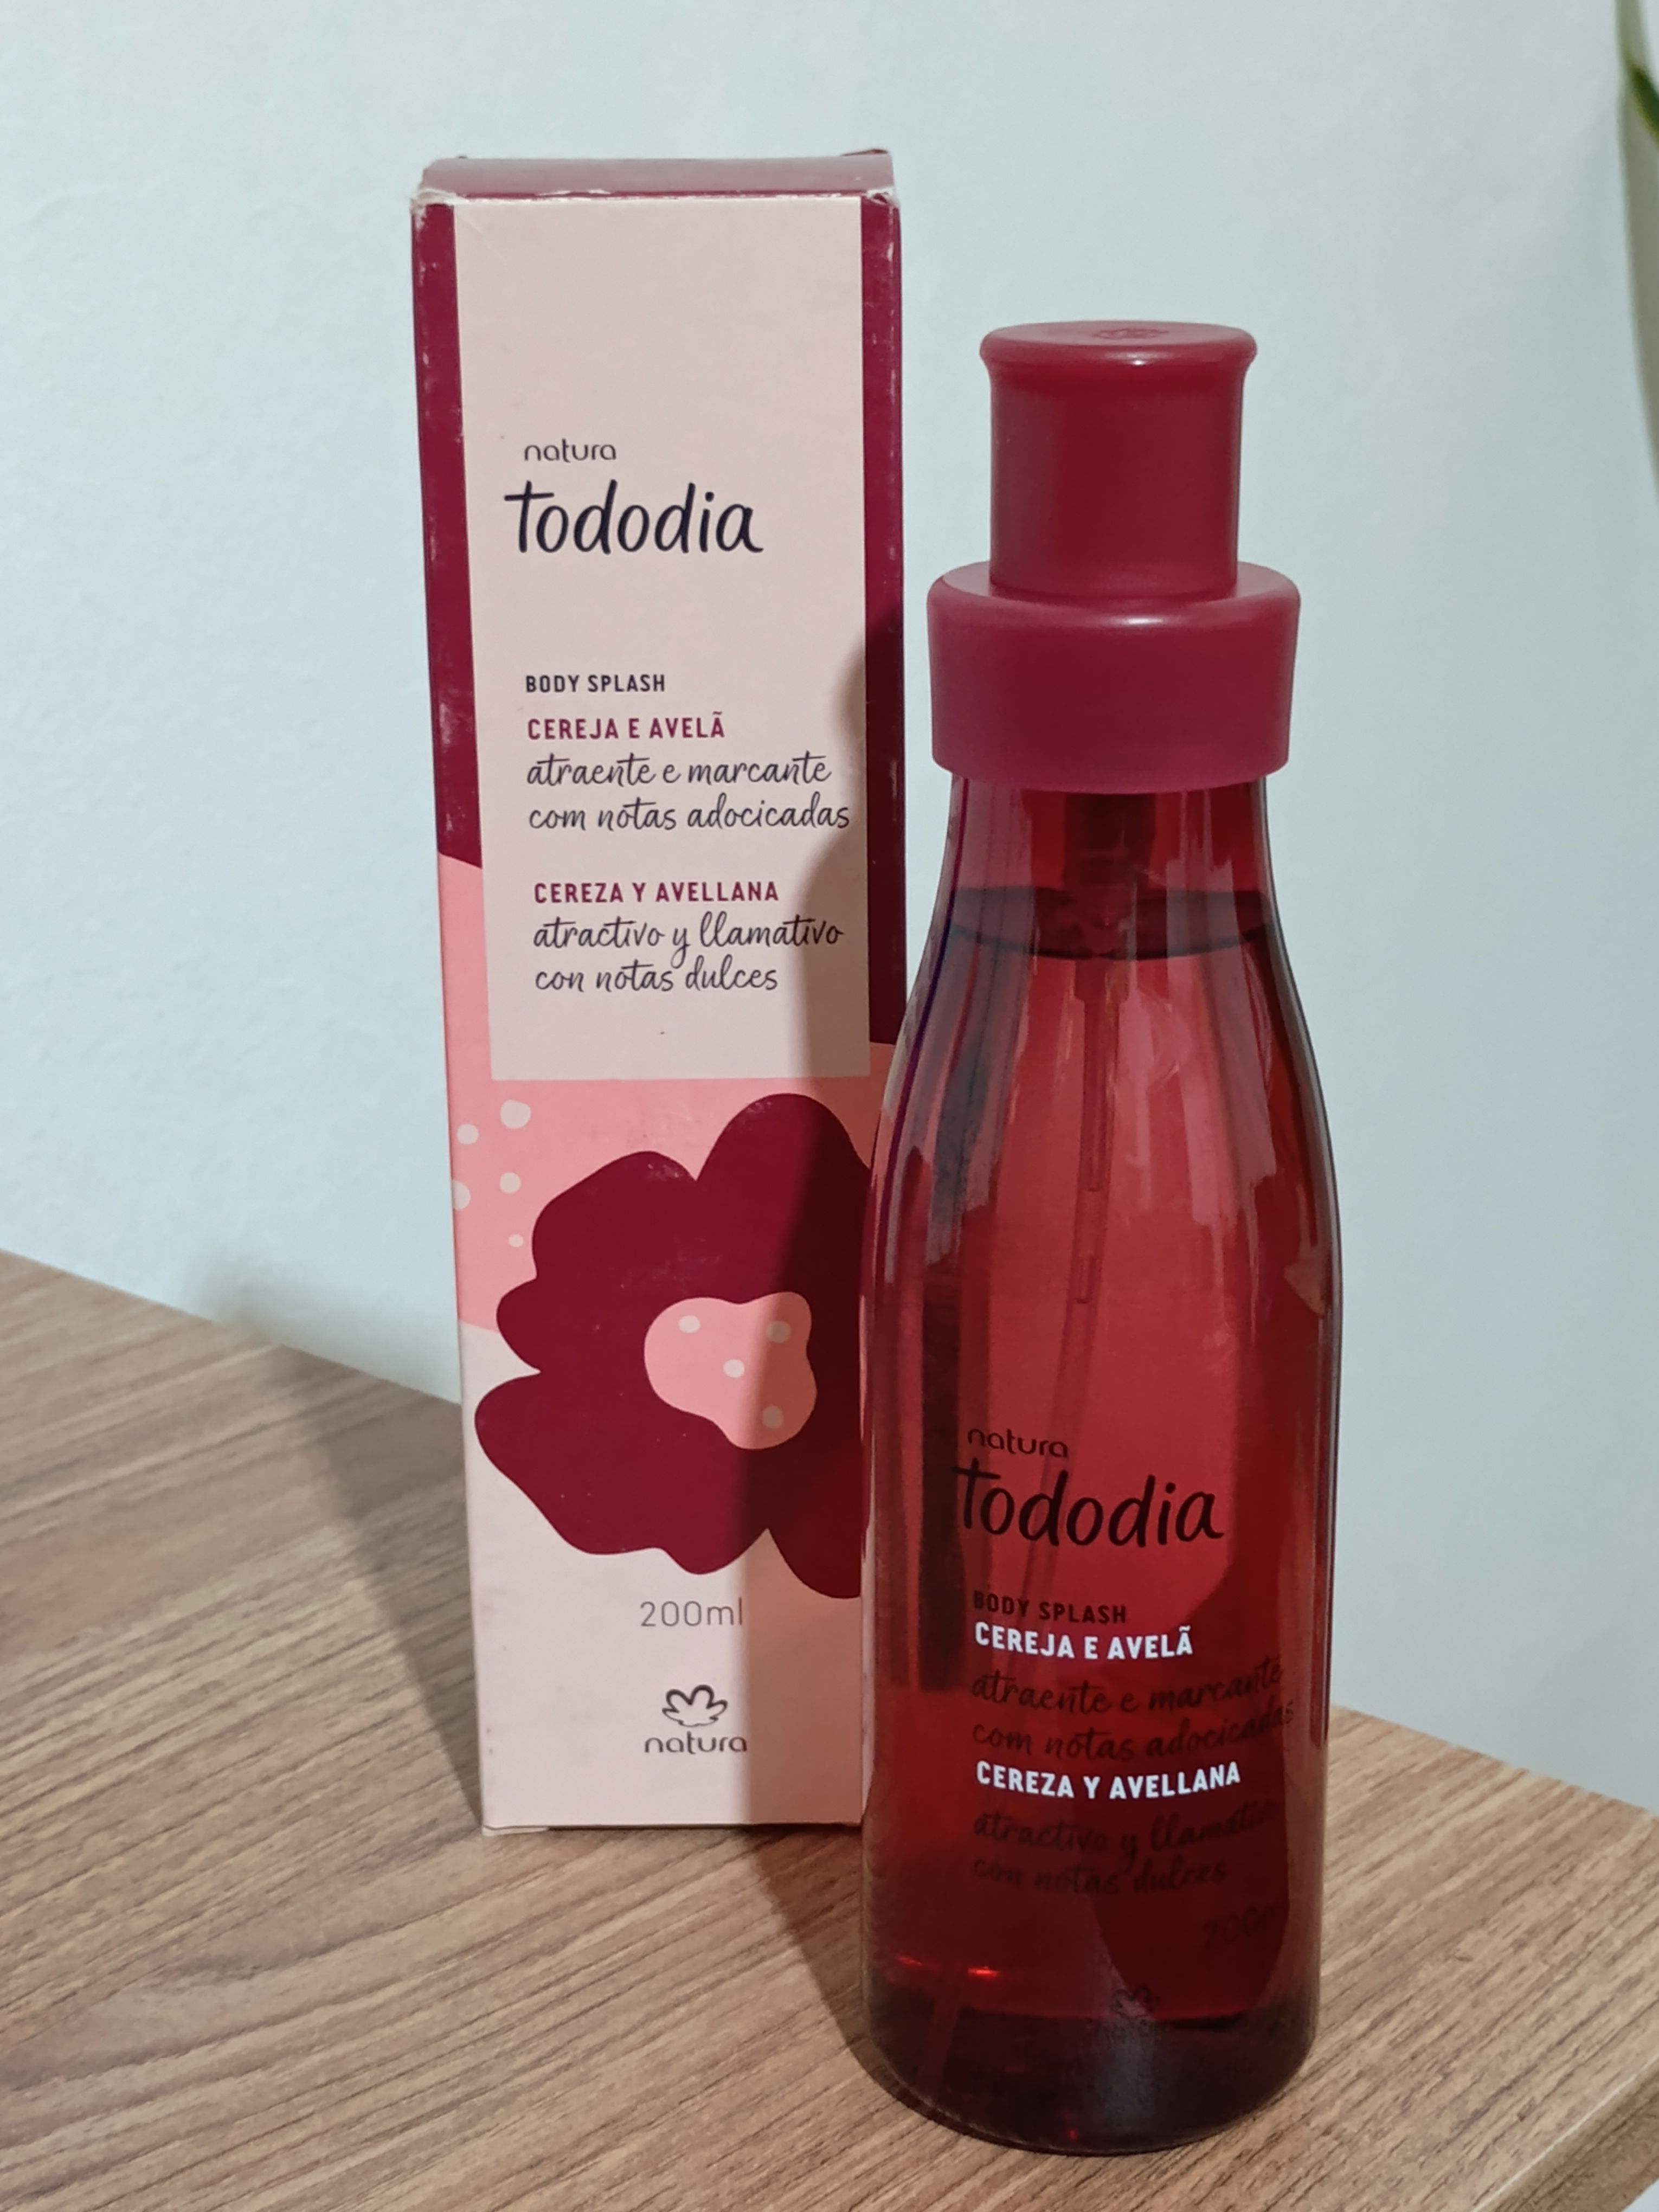 natura
Tododia
BODY SPLASH
CEREJA E AVELÃ
atraente e marcante
com notas adocicadas
CEREZA Y AVELLANA
atractivo y llamativo
con notas dulces
200ml
natura
natura
Tododia
BODY SPLASH
CEREJA E AVELÃ
atraente e marcante
com notas adocicadas
CEREZA Y AVELLANA
atractivo y llamativo
con notas dulces